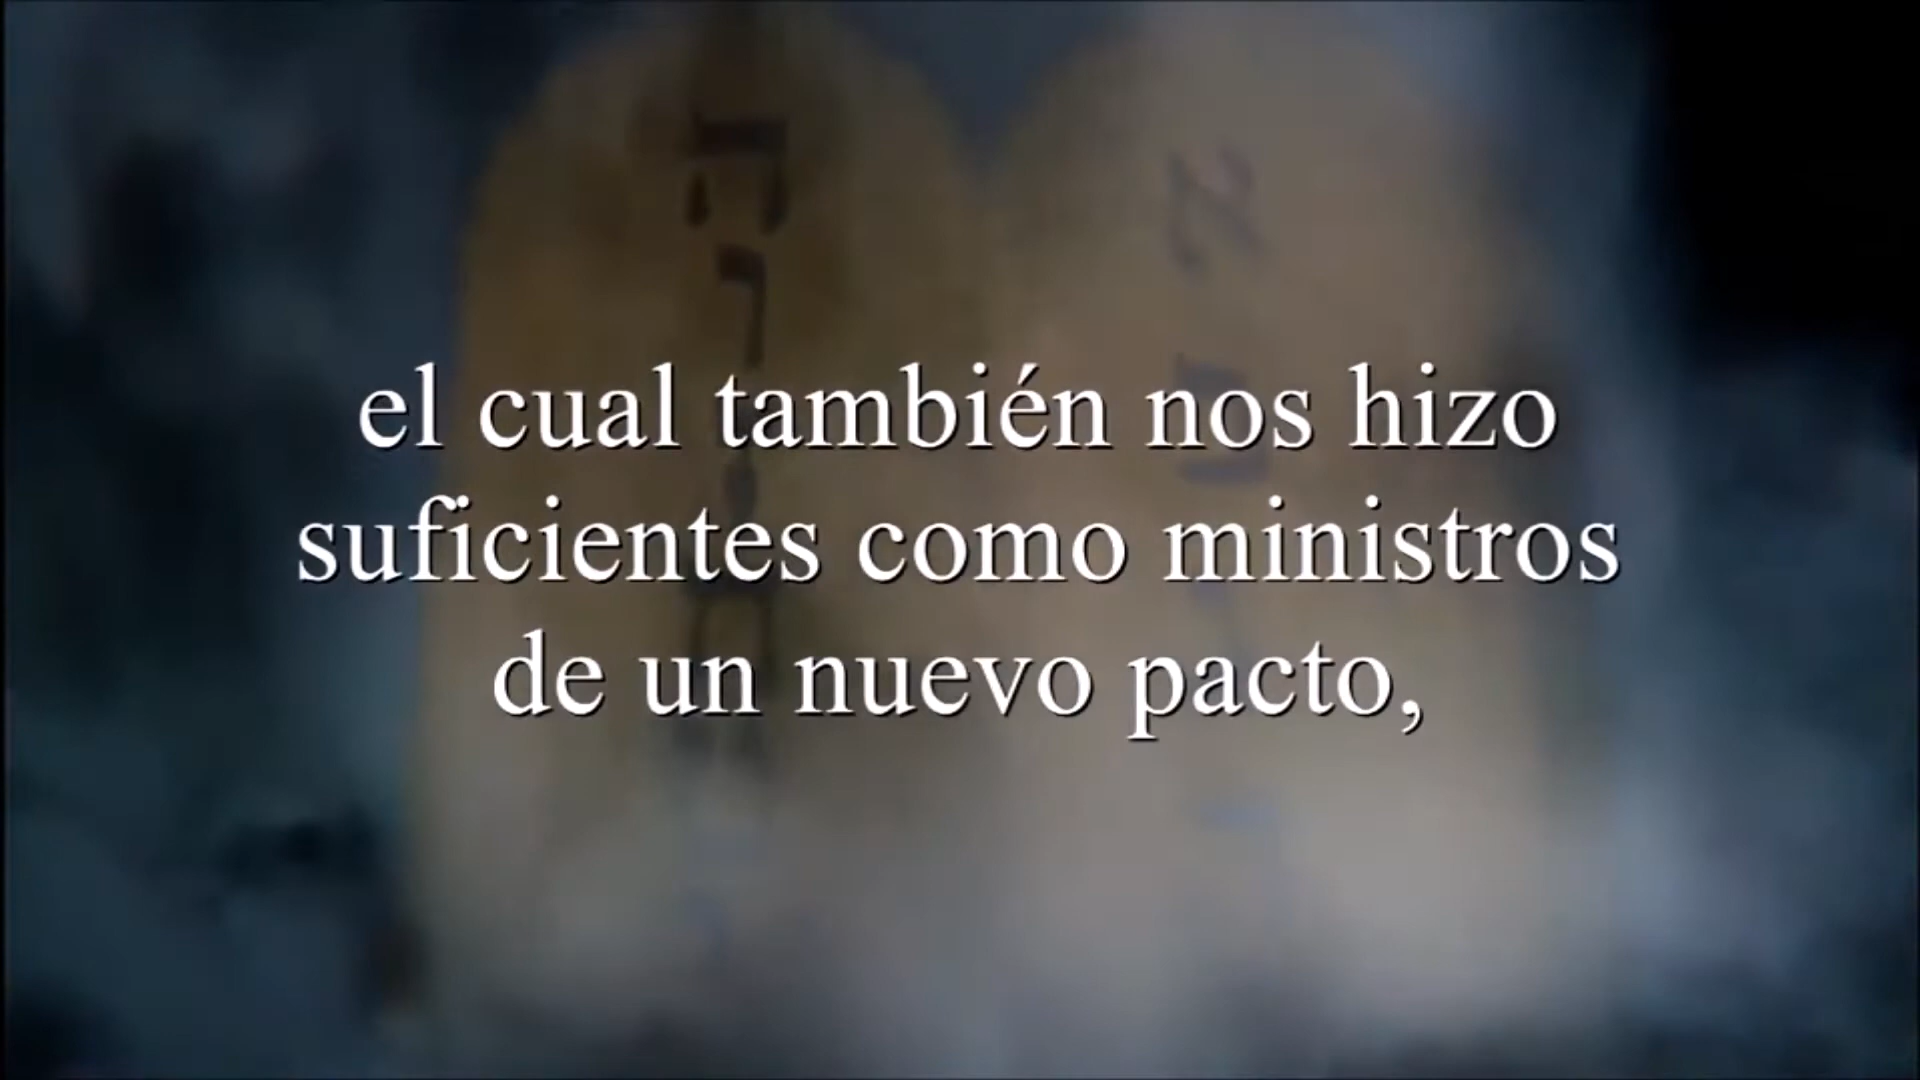 el cual también nos hizo
suficientes como ministros
de un nuevo pacto,